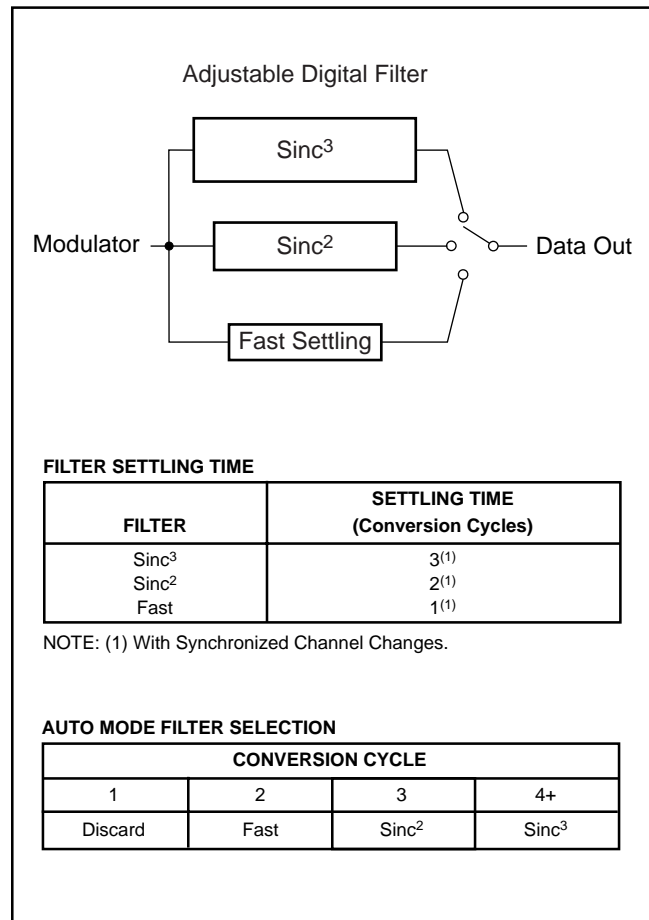 Adjustable Digital Filter
Sinc³
Modulator
Sinc²
Data Out
Fast Settling
FILTER SETTLING TIME
FILTER
SETTLING TIME
(Conversion Cycles)
Sinc³ 3⁽¹⁾
Sinc² 2⁽¹⁾
Fast 1⁽¹⁾
NOTE: (1) With Synchronized Channel Changes.
AUTO MODE FILTER SELECTION
CONVERSION CYCLE
1 2 3 4+
Discard Fast Sinc² Sinc³